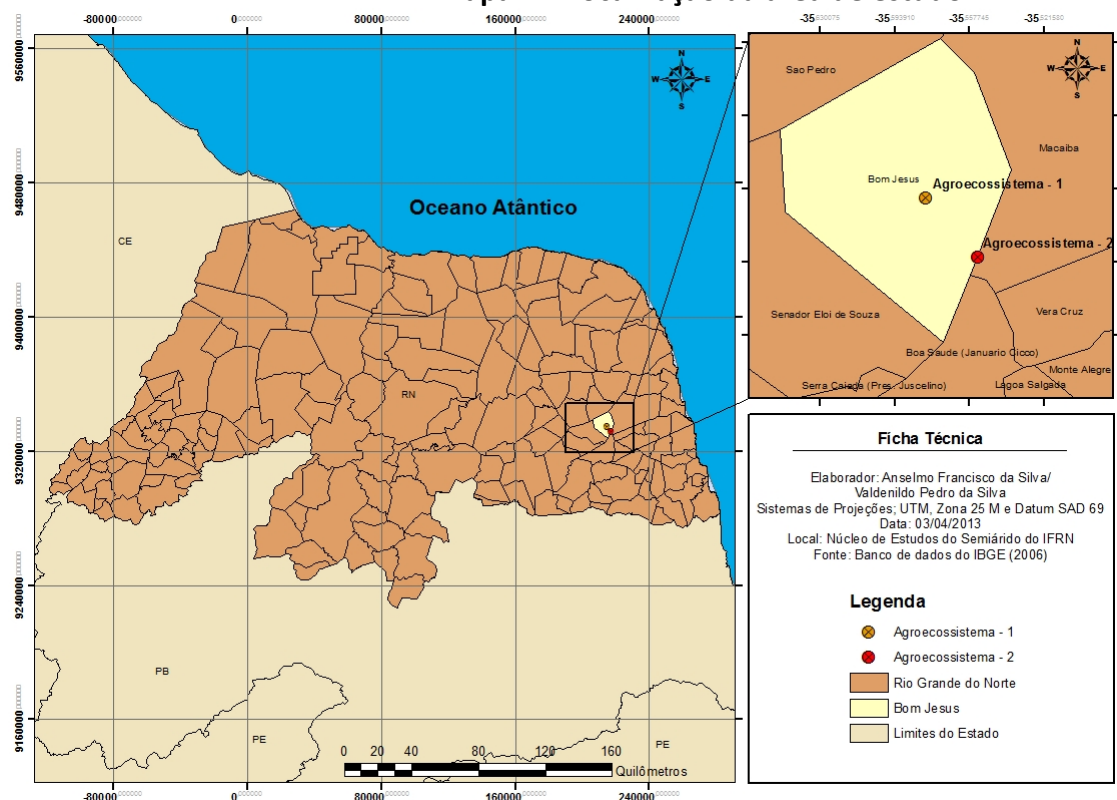 -80000 0 80000 160000 240000
-35 -35 -35 -35
9560000
9480000
9400000
9320000
9240000
9160000
N
W E
S
Oceano Atântico
CE
RN
PB
PE
PE
0 20 40 80 120 160
Quilômetros
-80000 0 80000 160000 240000
N
W E
S
Sao Pedro
Macaiba
Bom Jesus
Agroecossistema - 1
Agroecossistema - 2
Senador Eloi de Souza
Vera Cruz
Boa Saude (Januario Cicco)
Monte Alegre
Serra Caiada (Pres. Juscelino)
Lagoa Salgada
Ficha Técnica
Elaborador: Anselmo Francisco da Silva/
Valdenildo Pedro da Silva
Sistemas de Projeções; UTM, Zona 25 M e Datum SAD 69
Data: 03/04/2013
Local: Núcleo de Estudos do Semiárido do IFRN
Fonte: Banco de dados do IBGE (2006)
Legenda
Agroecossistema - 1
Agroecossistema - 2
Rio Grande do Norte
Bom Jesus
Limites do Estado